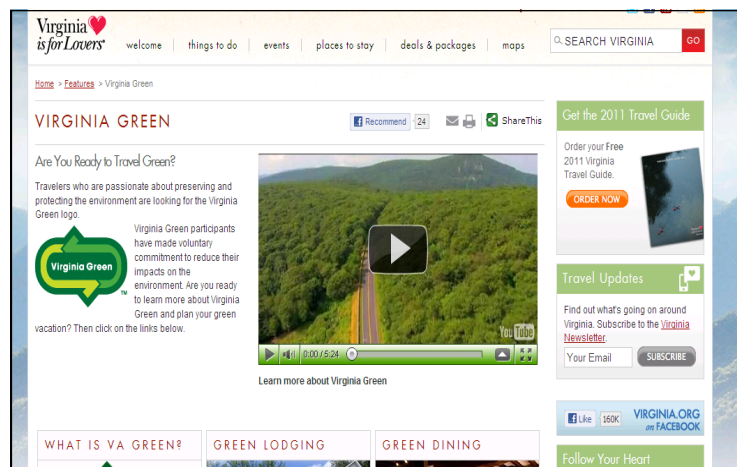 Virginia
is for Lovers
welcome things to do events places to stay deals & packages maps
SEARCH VIRGINIA GO
Home > Features > Virginia Green
VIRGINIA GREEN
Recommend 24 ShareThis
Are You Ready to Travel Green?
Travelers who are passionate about preserving and
protecting the environment are looking for the Virginia
Green logo.
Virginia Green
TM
Virginia Green participants
have made voluntary
commitment to reduce their
impacts on the
environment. Are you ready
to learn more about Virginia
Green and plan your green
vacation? Then click on the links below.
You Tube
0:00 / 5:24
Learn more about Virginia Green
Get the 2011 Travel Guide
Order your Free
2011 Virginia
Travel Guide.
ORDER NOW
Travel Updates
Find out what's going on around
Virginia. Subscribe to the Virginia
Newsletter.
Your Email SUBSCRIBE
Like 160K VIRGINIA.ORG
on FACEBOOK
Follow Your Heart
WHAT IS VA GREEN? GREEN LODGING GREEN DINING